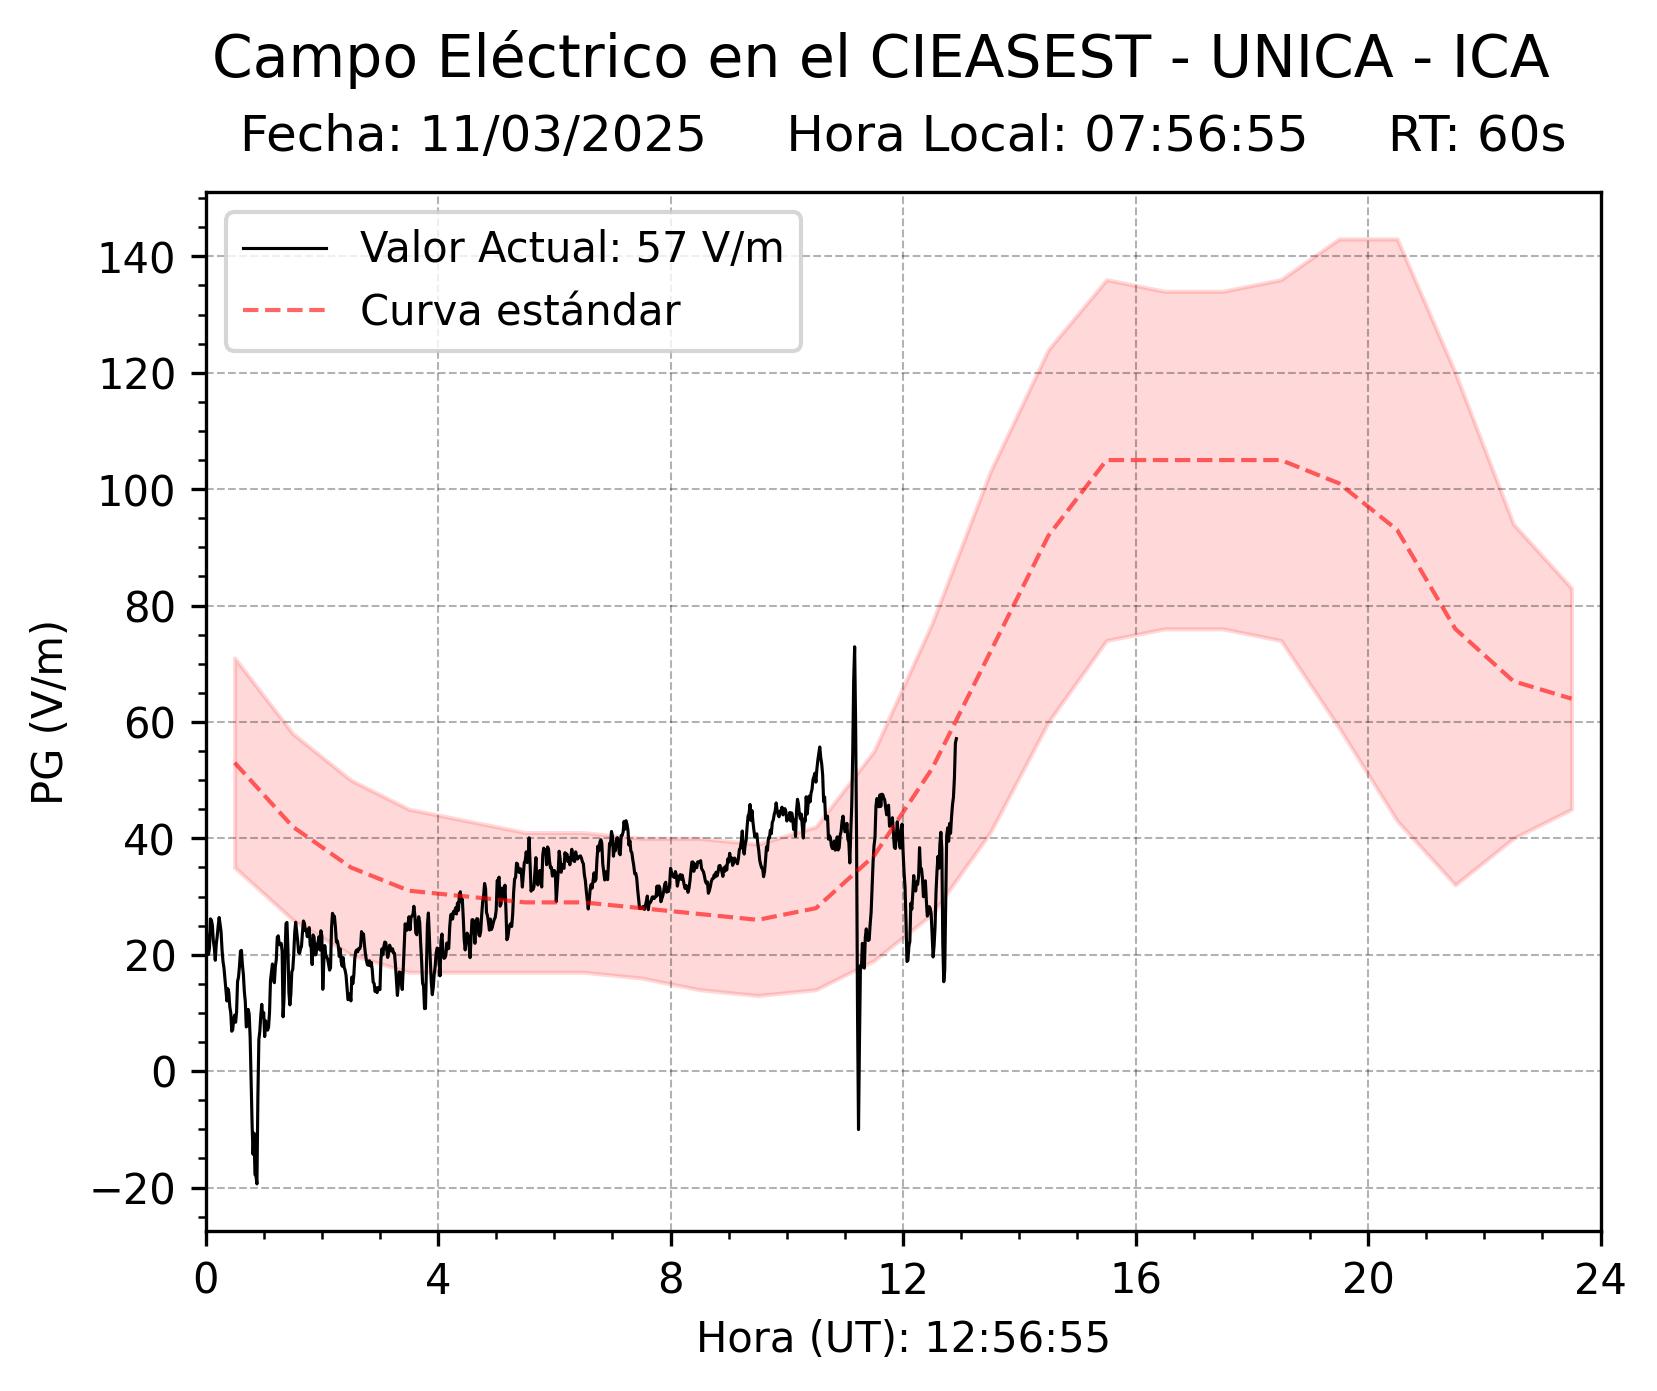 Campo Eléctrico en el CIEASEST - UNICA - ICA
Fecha: 11/03/2025 Hora Local: 07:56:55 RT: 60s
Valor Actual: 57 V/m
Curva estándar
PG (V/m)
140
120
100
80
60
40
20
0
−20
0 4 8 12 16 20 24
Hora (UT): 12:56:55